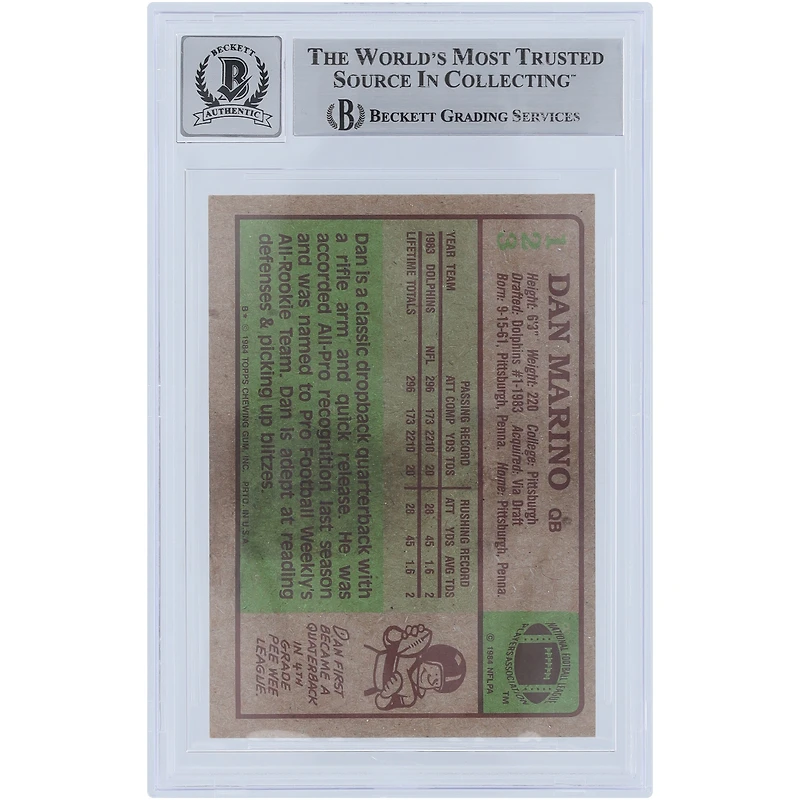 BECKETT
B
AUTHENTIC
THE WORLD'S MOST TRUSTED
SOURCE IN COLLECTING™
B BECKETT GRADING SERVICES
123
DAN MARINO QB
Height: 6'3" Weight: 220 College: Pittsburgh
Drafted: Dolphins #1-1983 Acquired: Via Draft
Born: 9-15-61, Pittsburgh, Penna. Home: Pittsburgh, Penna.
NATIONAL FOOTBALL LEAGUE
PLAYERS ASSOCIATION
TM
© 1984 NFLPA
PASSING RECORD RUSHING RECORD
YEAR TEAM ATT COMP YDS TDS ATT YDS AVG TDS
1983 DOLPHINS NFL 296 173 2210 20 28 45 1.6 2
LIFETIME TOTALS 296 173 2210 20 28 45 1.6 2
Dan is a classic dropback quarterback with
a rifle arm and quick release. He was
accorded All-Pro recognition last season
and was named to Pro Football Weekly's
All-Rookie Team. Dan is adept at reading
defenses & picking up blitzes.
DAN FIRST
BECAME A
QUARTERBACK
IN 4TH
GRADE
PEE WEE
LEAGUE.
B* © 1984 TOPPS CHEWING GUM, INC. PRTD. IN U.S.A.